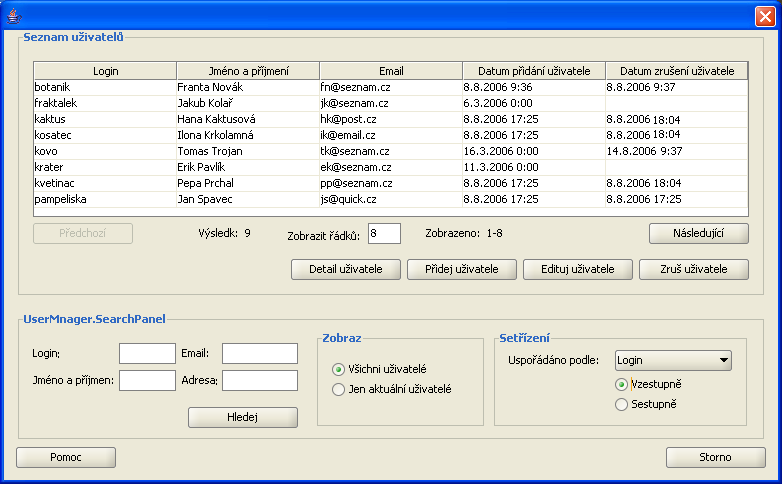 Seznam uživatelů
Login Jméno a příjmení Email Datum přidání uživatele Datum zrušení uživatele
botanik Franta Novák fn@seznam.cz 8.8.2006 9:36 8.8.2006 9:37
fraktalek Jakub Kolař jk@seznam.cz 6.3.2006 0:00
kaktus Hana Kaktusová hk@post.cz 8.8.2006 17:25 8.8.2006 18:04
kosatec Ilona Krkolamná ik@email.cz 8.8.2006 17:25 8.8.2006 18:04
kovo Tomas Trojan tk@seznam.cz 16.3.2006 0:00 14.8.2006 9:37
krater Erik Pavlík ek@seznam.cz 11.3.2006 0:00
kvetinac Pepa Prchal pp@seznam.cz 8.8.2006 17:25 8.8.2006 18:04
pampeliska Jan Spavec js@quick.cz 8.8.2006 17:25 8.8.2006 17:25
Předchozí Výsledk: 9 Zobrazit řádků: 8 Zobrazeno: 1-8 Následující
Detail uživatele Přidej uživatele Edituj uživatele Zruš uživatele
UserMnager.SearchPanel
Zobraz
Setřízení
Login: Email:
Uspořádáno podle: Login
Všichni uživatelé
Jméno a příjmen: Adresa:
Vzestupně
Jen aktuální uživatelé
Sestupně
Hledej
Pomoc Storno